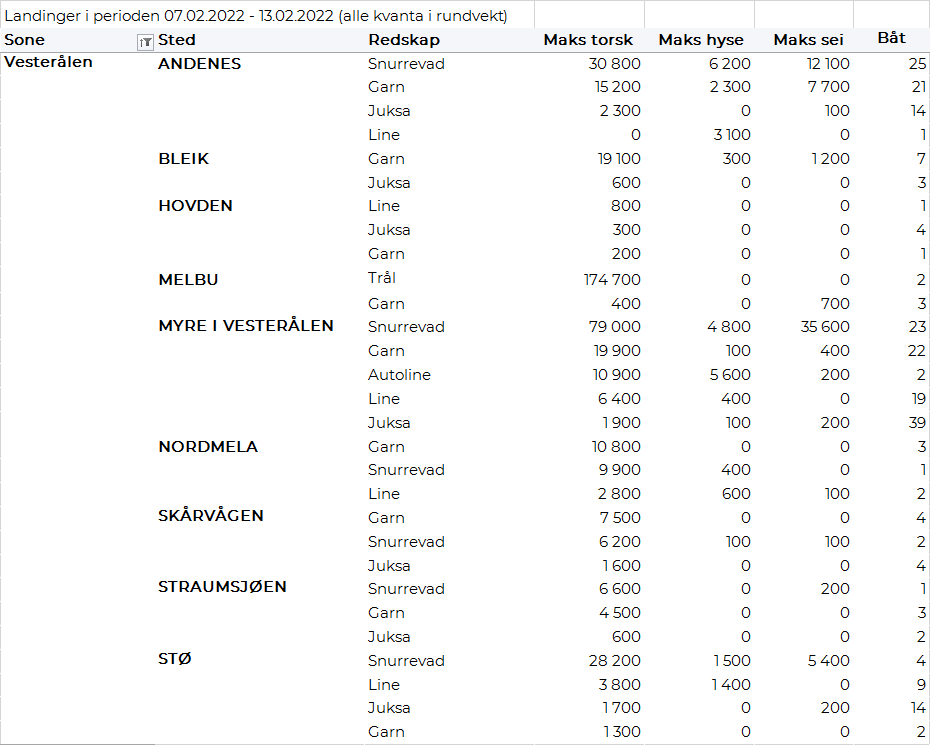 Landinger i perioden 07.02.2022 - 13.02.2022 (alle kvanta i rundvekt)
Sone Sted Redskap Maks torsk Maks hyse Maks sei Båt
Vesterålen ANDENES Snurrevad 30 800 6 200 12 100 25
Garn 15 200 2 300 7 700 21
Juksa 2 300 0 100 14
Line 0 3 100 0 1
BLEIK Garn 19 100 300 1 200 7
Juksa 600 0 0 3
HOVDEN Line 800 0 0 1
Juksa 300 0 0 4
Garn 200 0 0 1
MELBU Trål 174 700 0 0 2
Garn 400 0 700 3
MYRE I VESTERÅLEN Snurrevad 79 000 4 800 35 600 23
Garn 19 900 100 400 22
Autoline 10 900 5 600 200 2
Line 6 400 400 0 19
Juksa 1 900 100 200 39
NORDMELA Garn 10 800 0 0 3
Snurrevad 9 900 400 0 1
Line 2 800 600 100 2
SKÅRVÅGEN Garn 7 500 0 0 4
Snurrevad 6 200 100 100 2
Juksa 1 600 0 0 4
STRAUMSJØEN Snurrevad 6 600 0 200 1
Garn 4 500 0 0 3
Juksa 600 0 0 2
STØ Snurrevad 28 200 1 500 5 400 4
Line 3 800 1 400 0 9
Juksa 1 700 0 200 14
Garn 1 300 0 0 2